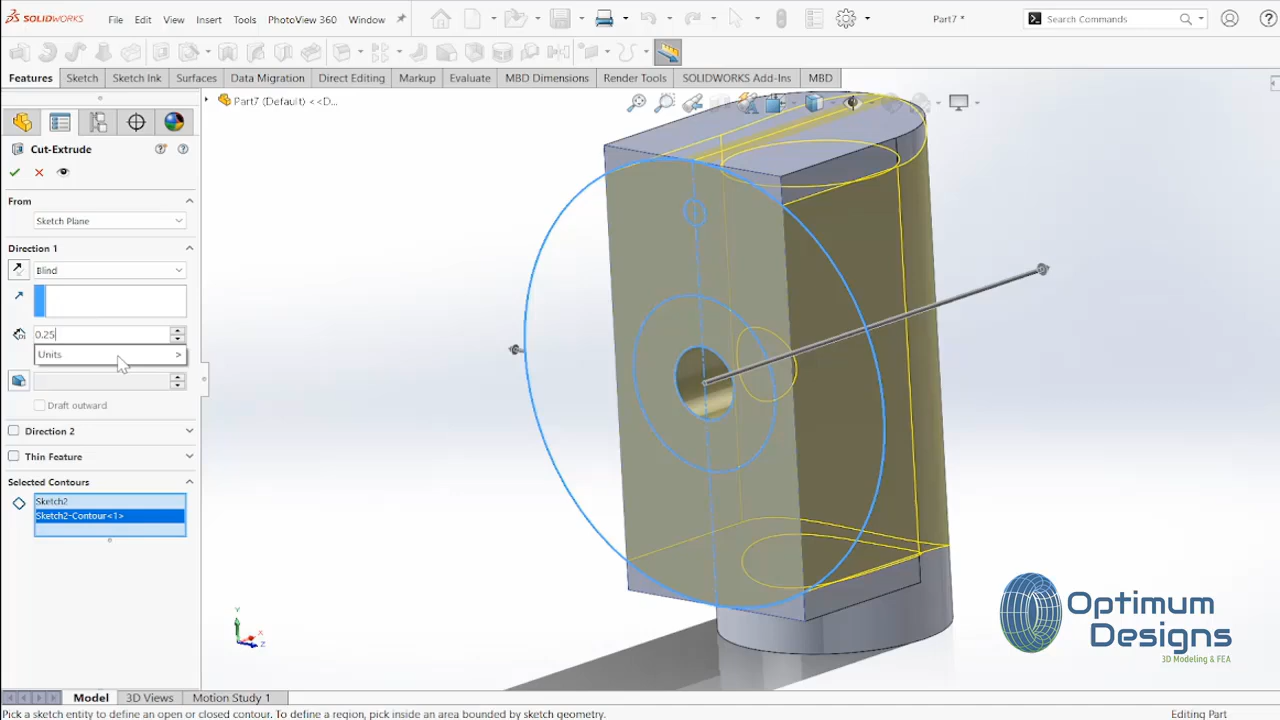 SOLIDWORKS File Edit View Insert Tools PhotoView 360 Window Part7 * Search Commands
Features Sketch Sketch Ink Surfaces Data Migration Direct Editing Markup Evaluate MBD Dimensions Render Tools SOLIDWORKS Add-Ins MBD
Part7 (Default) <<D...
Cut-Extrude
From
Sketch Plane
Direction 1
Blind
0.25
Units >
Draft outward
Direction 2
Thin Feature
Selected Contours
Sketch2
Sketch2-Contour<1>
Y
X
Z
Optimum
Designs
3D Modeling & FEA
Model 3D Views Motion Study 1
Pick a sketch entity to define an open or closed contour. To define a region, pick inside an area bounded by sketch geometry. Editing Part